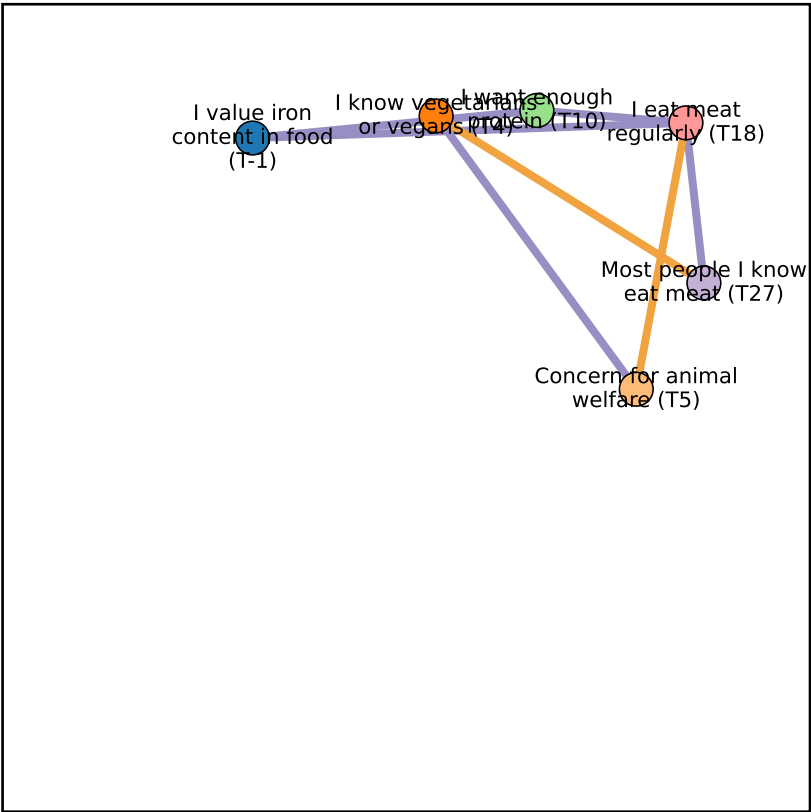 I value iron
content in food
(T-1)
I know vegetarians
or vegans (T4)
I want enough
protein (T10)
I eat meat
regularly (T18)
Most people I know
eat meat (T27)
Concern for animal
welfare (T5)